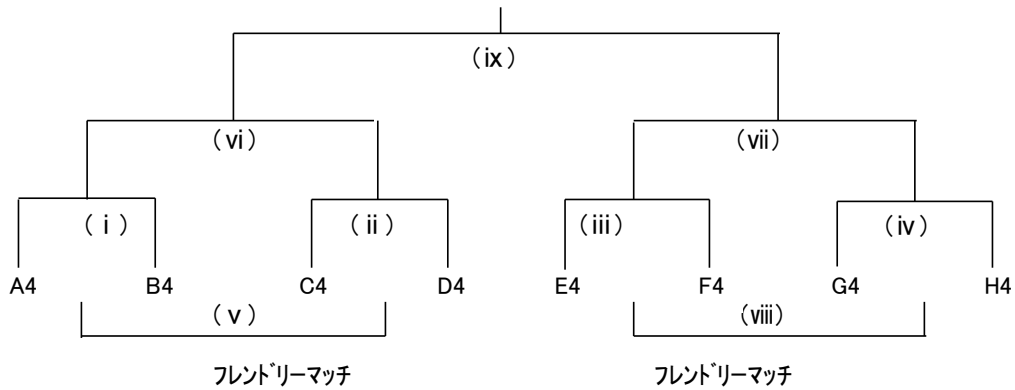 （ix）
（vi） （vii）
（i） （ii） （iii） （iv）
A4 B4 C4 D4 E4 F4 G4 H4
（v） （viii）
フレンドリーマッチ フレンドリーマッチ